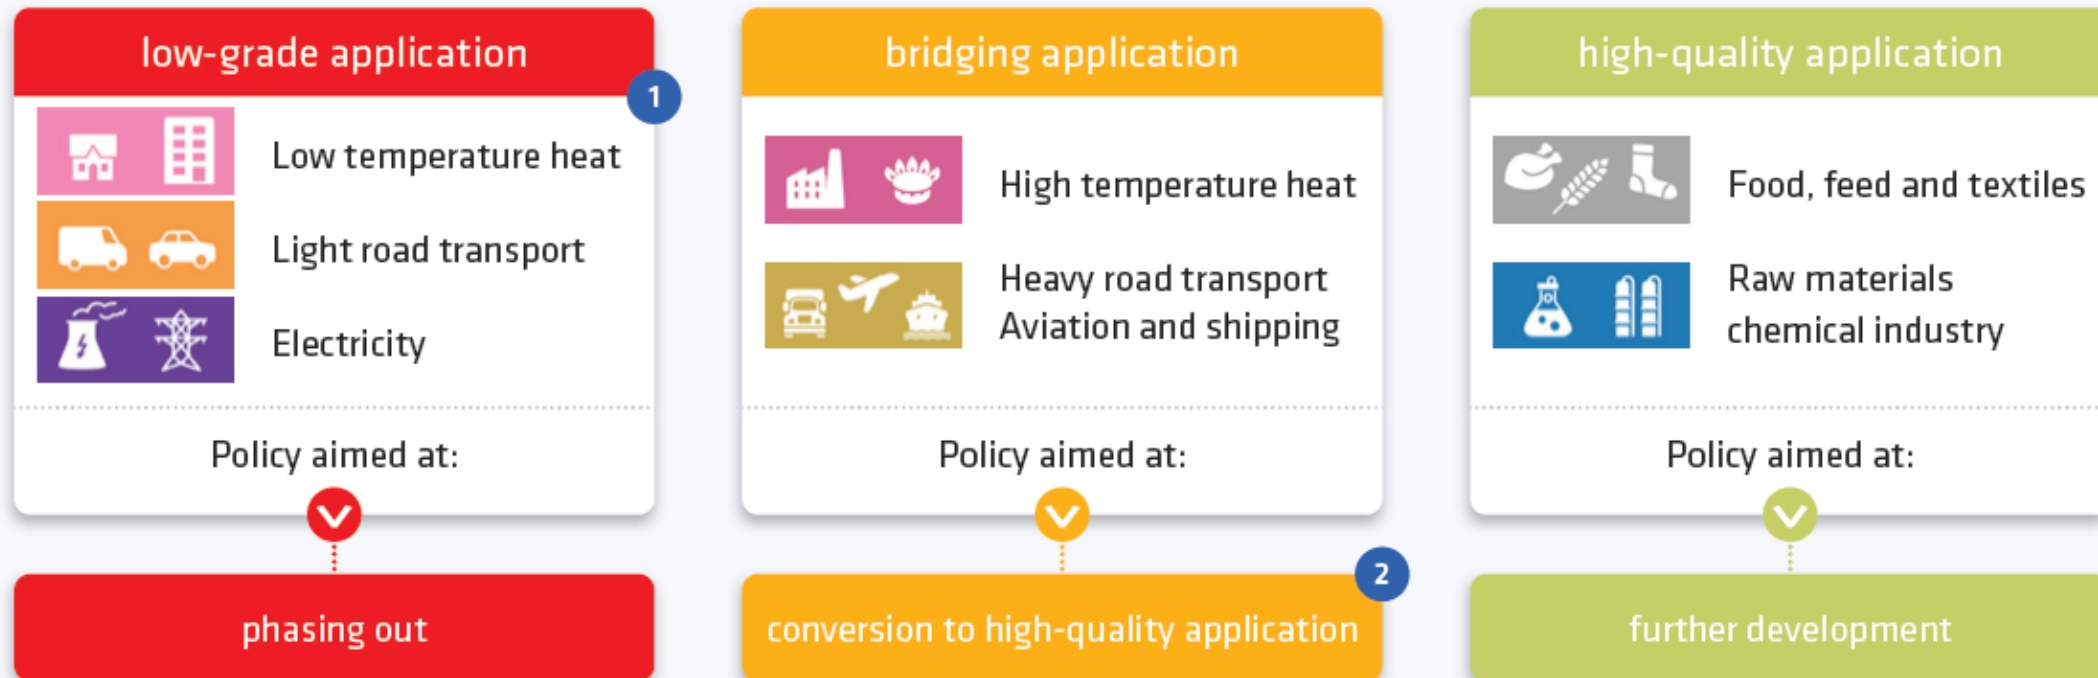 low-grade application
1
Low temperature heat
Light road transport
Electricity
Policy aimed at:
phasing out
bridging application
High temperature heat
Heavy road transport
Aviation and shipping
Policy aimed at:
2
conversion to high-quality application
high-quality application
Food, feed and textiles
Raw materials
chemical industry
Policy aimed at:
further development